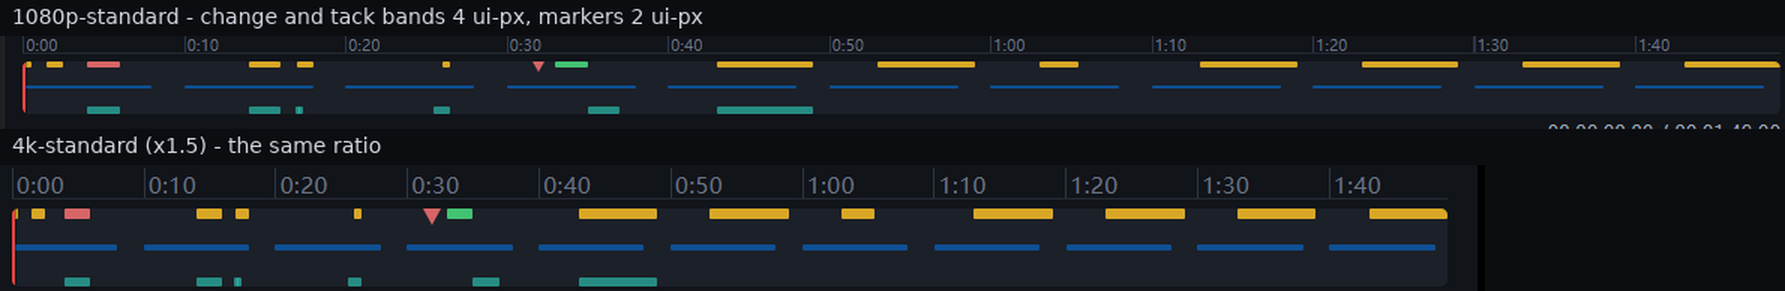 1080p-standard - change and tack bands 4 ui-px, markers 2 ui-px
0:00 0:10 0:20 0:30 0:40 0:50 1:00 1:10 1:20 1:30 1:40
4k-standard (x1.5) - the same ratio
0:00 0:10 0:20 0:30 0:40 0:50 1:00 1:10 1:20 1:30 1:40